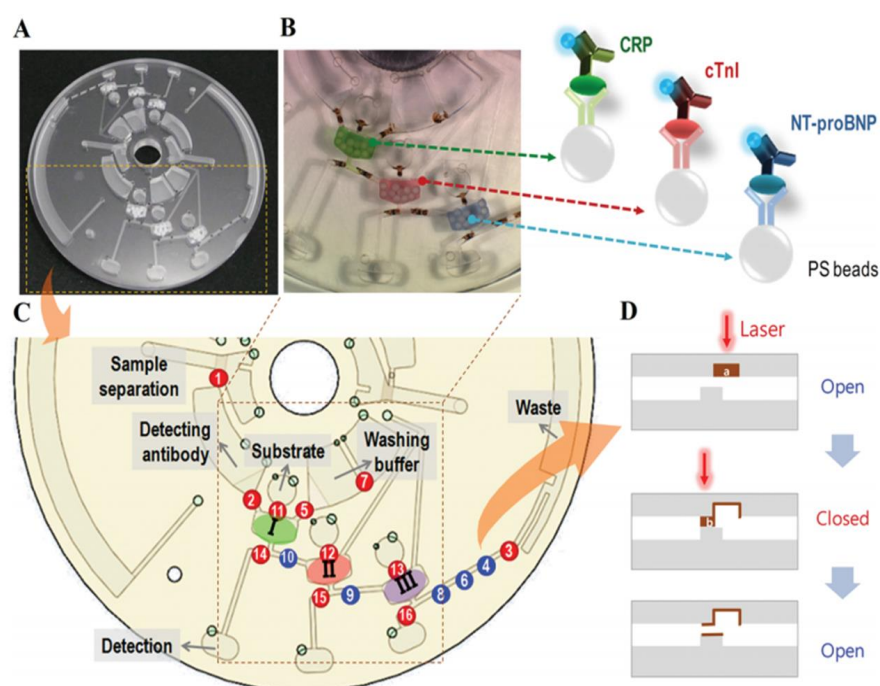 A
B
CRP
cTnI
NT-proBNP
PS beads
C
Sample
separation
1
Detecting
antibody
Substrate
Washing
buffer
Waste
7
2
11
5
I
14
10
12
II
13
III
15
9
16
8
6
4
3
Detection
D
Laser
a
Open
b
Closed
Open